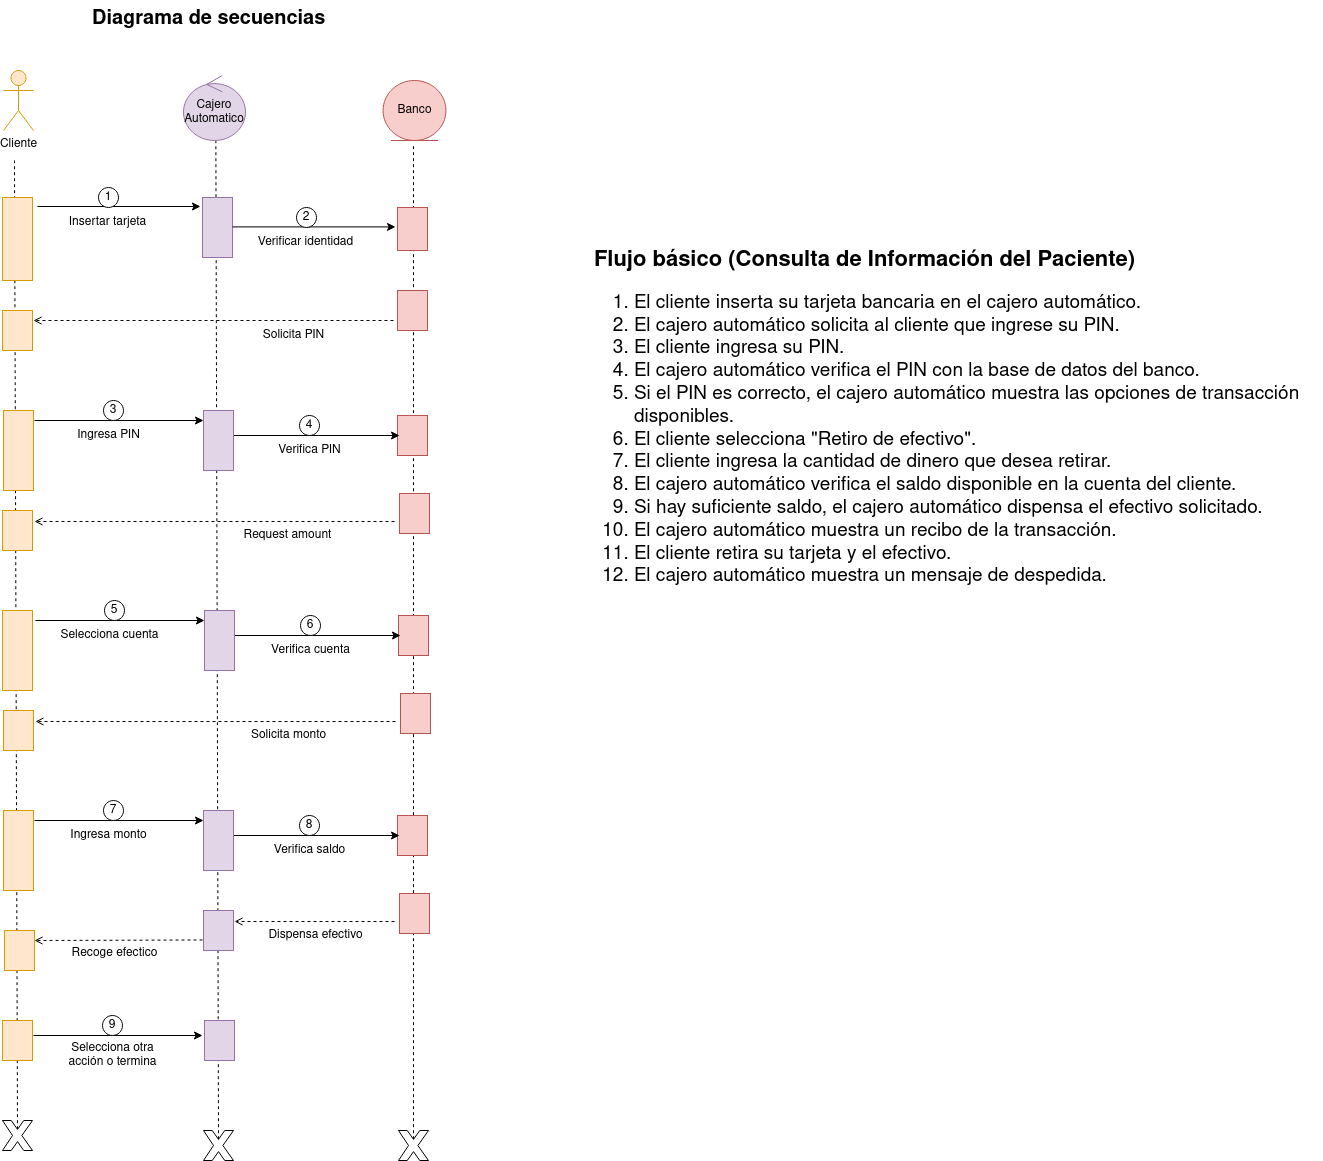 Diagrama de secuencias
Cliente
Cajero
Automatico
Banco
1
Insertar tarjeta
2
Verificar identidad
Solicita PIN
3
Ingresa PIN
4
Verifica PIN
Request amount
5
Selecciona cuenta
6
Verifica cuenta
Solicita monto
7
Ingresa monto
8
Verifica saldo
Dispensa efectivo
Recoge efectico
9
Selecciona otra
acción o termina
X
X
X
Flujo básico (Consulta de Información del Paciente)
1. El cliente inserta su tarjeta bancaria en el cajero automático.
2. El cajero automático solicita al cliente que ingrese su PIN.
3. El cliente ingresa su PIN.
4. El cajero automático verifica el PIN con la base de datos del banco.
5. Si el PIN es correcto, el cajero automático muestra las opciones de transacción
disponibles.
6. El cliente selecciona "Retiro de efectivo".
7. El cliente ingresa la cantidad de dinero que desea retirar.
8. El cajero automático verifica el saldo disponible en la cuenta del cliente.
9. Si hay suficiente saldo, el cajero automático dispensa el efectivo solicitado.
10. El cajero automático muestra un recibo de la transacción.
11. El cliente retira su tarjeta y el efectivo.
12. El cajero automático muestra un mensaje de despedida.